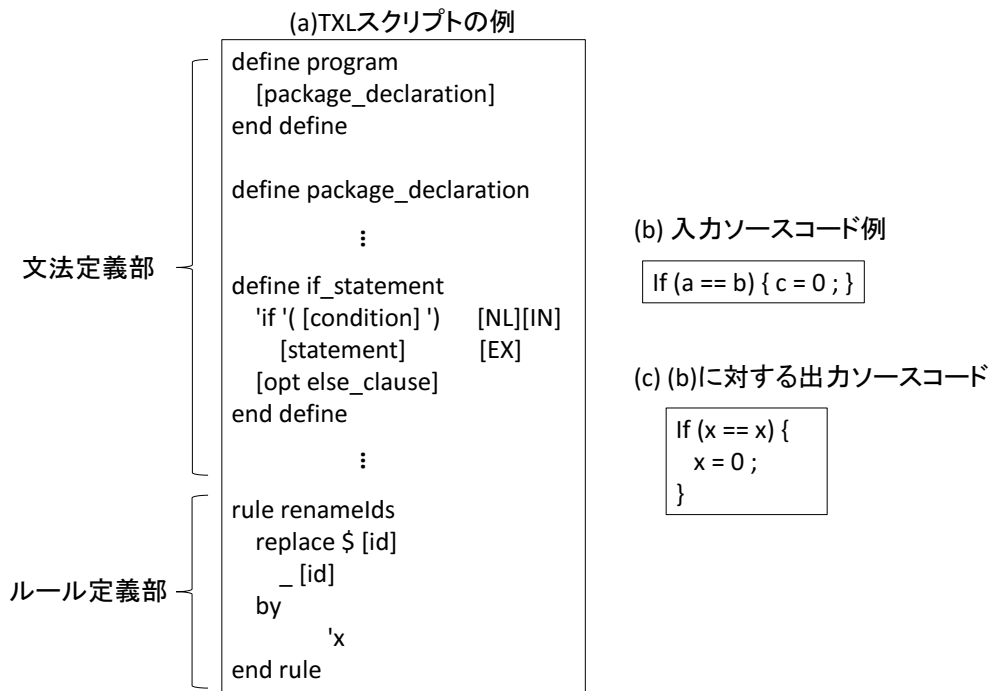 (a)TXLスクリプトの例
define program
[package_declaration]
end define
define package_declaration
⋮
define if_statement
'if '( [condition] ') [NL][IN]
[statement] [EX]
[opt else_clause]
end define
⋮
文法定義部
rule renameIds
replace $ [id]
_ [id]
by
'x
end rule
ルール定義部
(b) 入力ソースコード例
If (a == b) { c = 0 ; }
(c) (b)に対する出力ソースコード
If (x == x) {
x = 0 ;
}